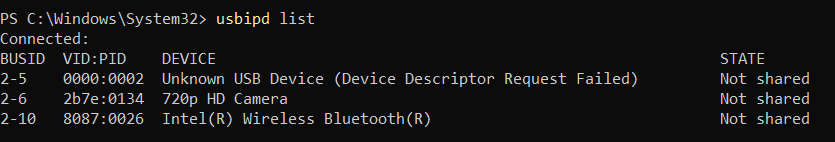 PS C:\Windows\System32> usbipd list
Connected:
BUSID  VID:PID    DEVICE                                                        STATE
2-5    0000:0002  Unknown USB Device (Device Descriptor Request Failed)         Not shared
2-6    2b7e:0134  720p HD Camera                                                Not shared
2-10   8087:0026  Intel(R) Wireless Bluetooth(R)                                Not shared